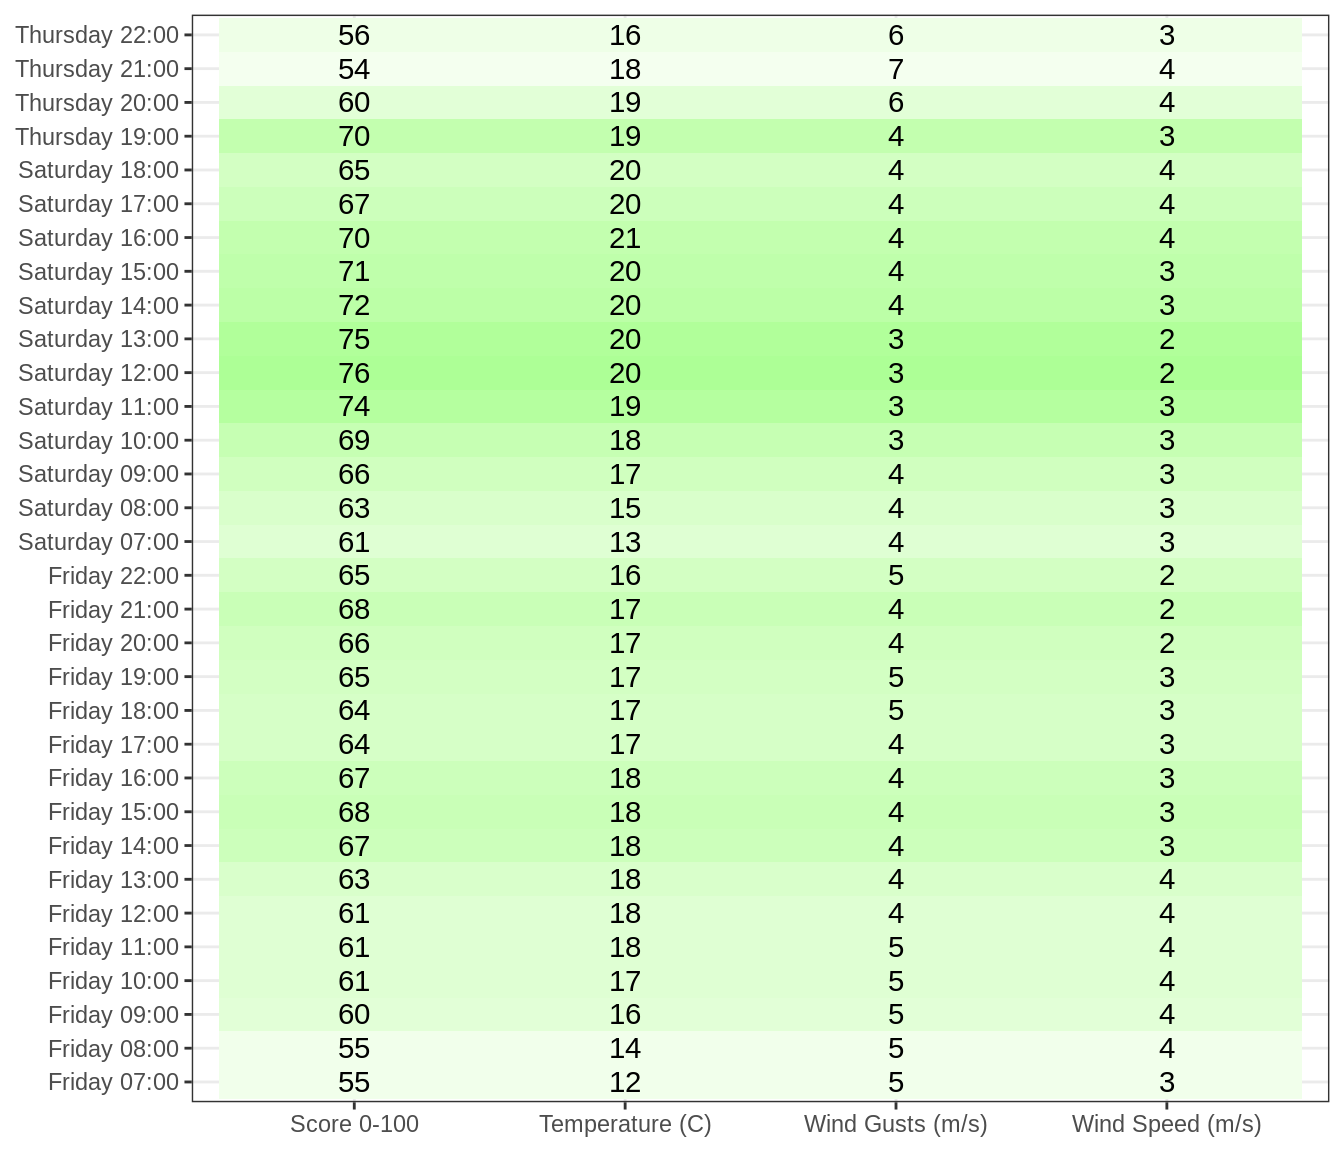 Thursday 22:00 56 16 6 3
Thursday 21:00 54 18 7 4
Thursday 20:00 60 19 6 4
Thursday 19:00 70 19 4 3
Saturday 18:00 65 20 4 4
Saturday 17:00 67 20 4 4
Saturday 16:00 70 21 4 4
Saturday 15:00 71 20 4 3
Saturday 14:00 72 20 4 3
Saturday 13:00 75 20 3 2
Saturday 12:00 76 20 3 2
Saturday 11:00 74 19 3 3
Saturday 10:00 69 18 3 3
Saturday 09:00 66 17 4 3
Saturday 08:00 63 15 4 3
Saturday 07:00 61 13 4 3
Friday 22:00 65 16 5 2
Friday 21:00 68 17 4 2
Friday 20:00 66 17 4 2
Friday 19:00 65 17 5 3
Friday 18:00 64 17 5 3
Friday 17:00 64 17 4 3
Friday 16:00 67 18 4 3
Friday 15:00 68 18 4 3
Friday 14:00 67 18 4 3
Friday 13:00 63 18 4 4
Friday 12:00 61 18 4 4
Friday 11:00 61 18 5 4
Friday 10:00 61 17 5 4
Friday 09:00 60 16 5 4
Friday 08:00 55 14 5 4
Friday 07:00 55 12 5 3
Score 0-100 Temperature (C) Wind Gusts (m/s) Wind Speed (m/s)